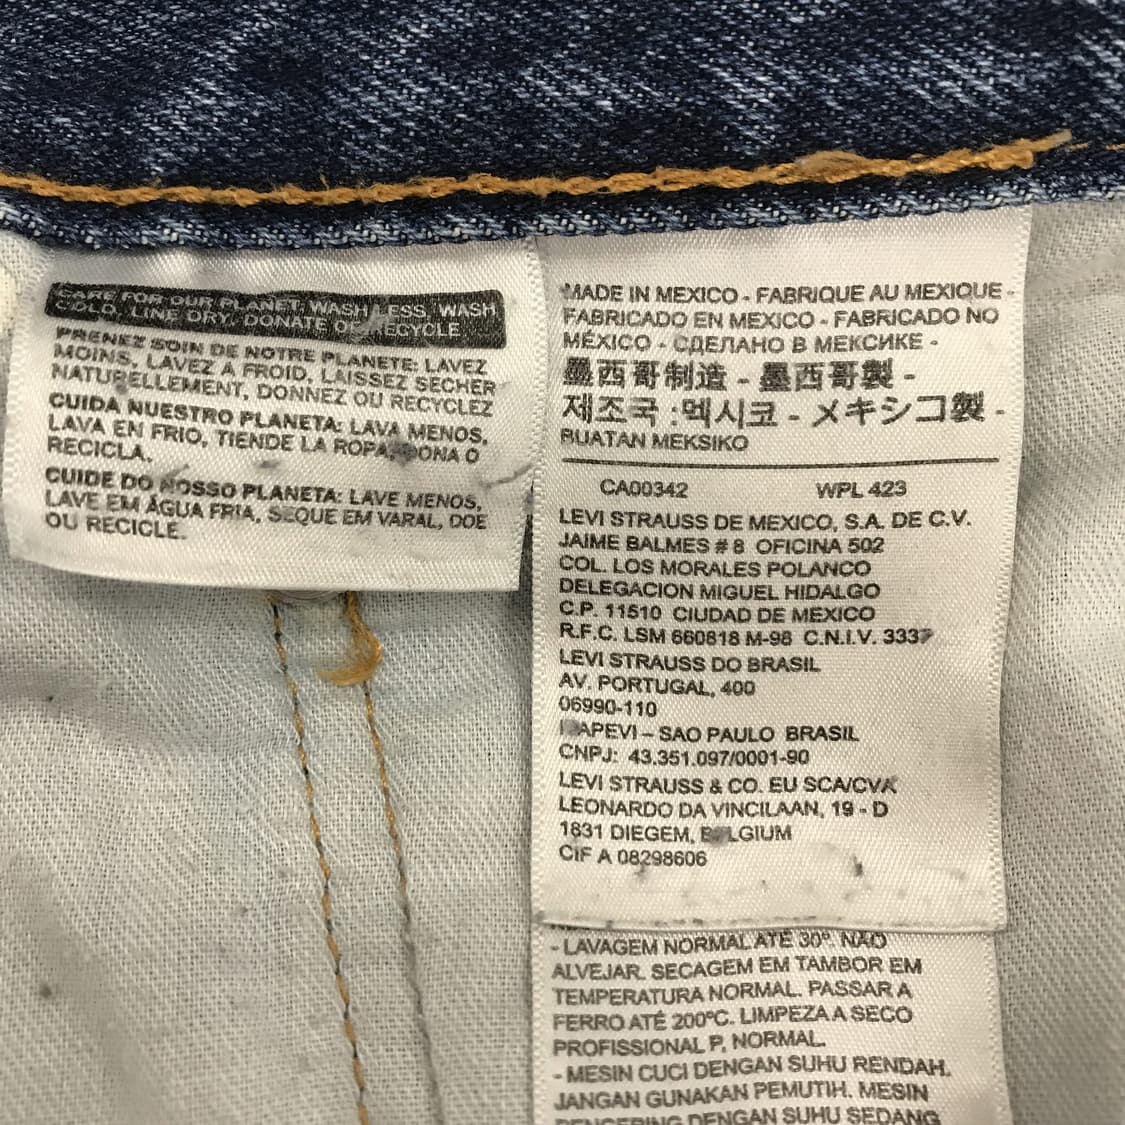 CARE FOR OUR PLANET: WASH LESS, WASH
COLD, LINE DRY, DONATE OR RECYCLE
PRENEZ SOIN DE NOTRE PLANETE: LAVEZ
MOINS, LAVEZ A FROID, LAISSEZ SECHER
NATURELLEMENT, DONNEZ OU RECYCLEZ
CUIDA NUESTRO PLANETA: LAVA MENOS,
LAVA EN FRIO, TIENDE LA ROPA, DONA O
RECICLA.
CUIDE DO NOSSO PLANETA: LAVE MENOS,
LAVE EM ÁGUA FRIA, SEQUE EM VARAL, DOE
OU RECICLE.
MADE IN MEXICO - FABRIQUE AU MEXIQUE -
FABRICADO EN MEXICO - FABRICADO NO
MÉXICO - СДЕЛАНО В МЕКСИКЕ -
墨西哥制造 - 墨西哥製 -
제조국 : 멕시코 - メキシコ製 -
BUATAN MEKSIKO
CA00342 WPL 423
LEVI STRAUSS DE MEXICO, S.A. DE C.V.
JAIME BALMES # 8 OFICINA 502
COL. LOS MORALES POLANCO
DELEGACION MIGUEL HIDALGO
C.P. 11510 CIUDAD DE MEXICO
R.F.C. LSM 660818 M-98 C.N.I.V. 3337
LEVI STRAUSS DO BRASIL
AV. PORTUGAL, 400
06990-110
ITAPEVI – SAO PAULO BRASIL
CNPJ: 43.351.097/0001-90
LEVI STRAUSS & CO. EU SCA/CVA
LEONARDO DA VINCILAAN, 19 - D
1831 DIEGEM, BELGIUM
CIF A 08298606
- LAVAGEM NORMAL ATÉ 30º. NÃO
ALVEJAR. SECAGEM EM TAMBOR EM
TEMPERATURA NORMAL. PASSAR A
FERRO ATÉ 200ºC. LIMPEZA A SECO
PROFISSIONAL P, NORMAL.
- MESIN CUCI DENGAN SUHU RENDAH.
JANGAN GUNAKAN PEMUTIH. MESIN
PENGERING DENGAN SUHU SEDANG